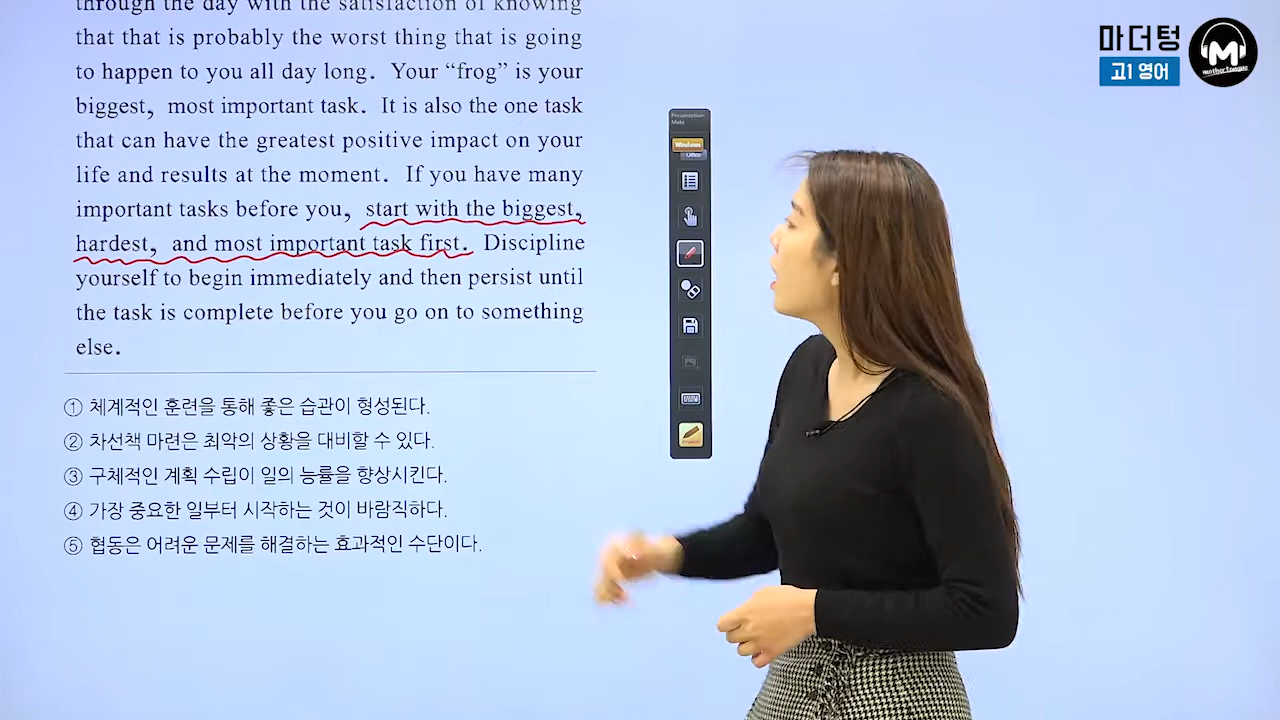 through the day with the satisfaction of knowing
that that is probably the worst thing that is going
to happen to you all day long. Your “frog” is your
biggest, most important task. It is also the one task
that can have the greatest positive impact on your
life and results at the moment. If you have many
important tasks before you, start with the biggest,
hardest, and most important task first. Discipline
yourself to begin immediately and then persist until
the task is complete before you go on to something
else.
① 체계적인 훈련을 통해 좋은 습관이 형성된다.
② 차선책 마련은 최악의 상황을 대비할 수 있다.
③ 구체적인 계획 수립이 일의 능률을 향상시킨다.
④ 가장 중요한 일부터 시작하는 것이 바람직하다.
⑤ 협동은 어려운 문제를 해결하는 효과적인 수단이다.
Presentation
Mate
Windows
마더텅
고1 영어
M
mother tongue